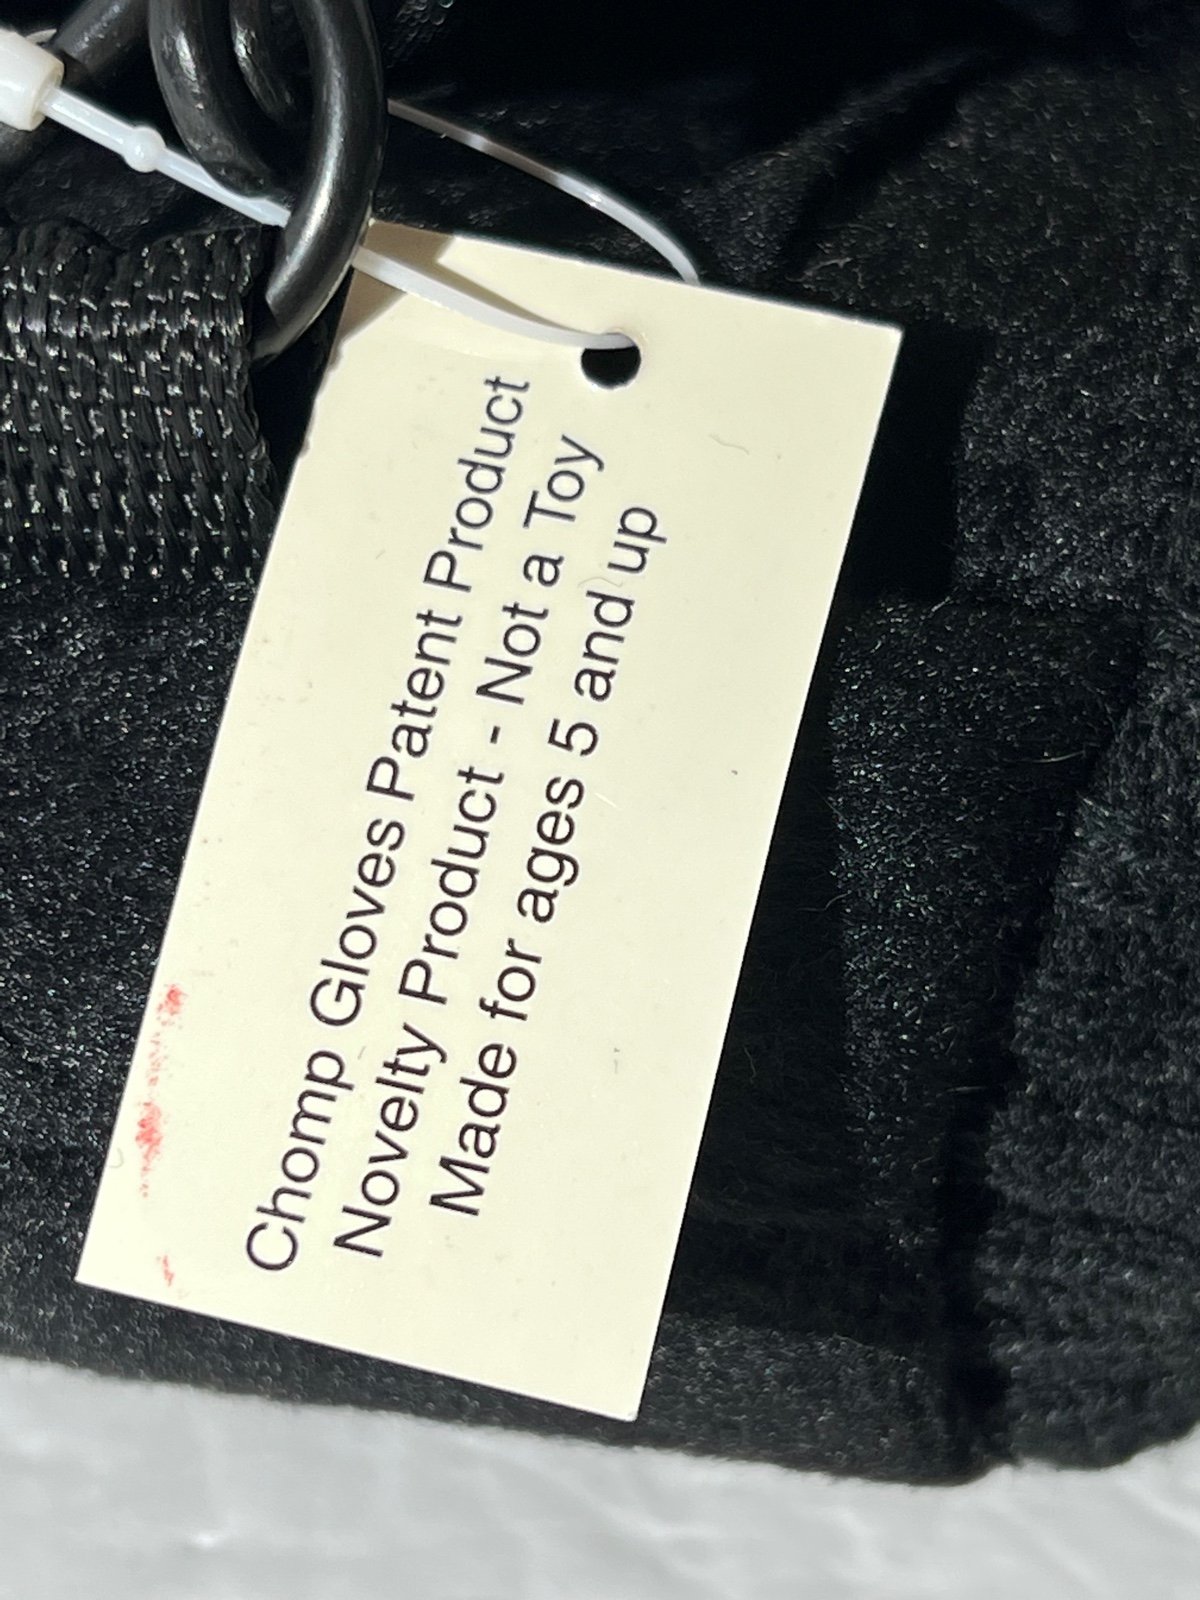 Chomp Gloves Patent Product
Novelty Product - Not a Toy
Made for ages 5 and up